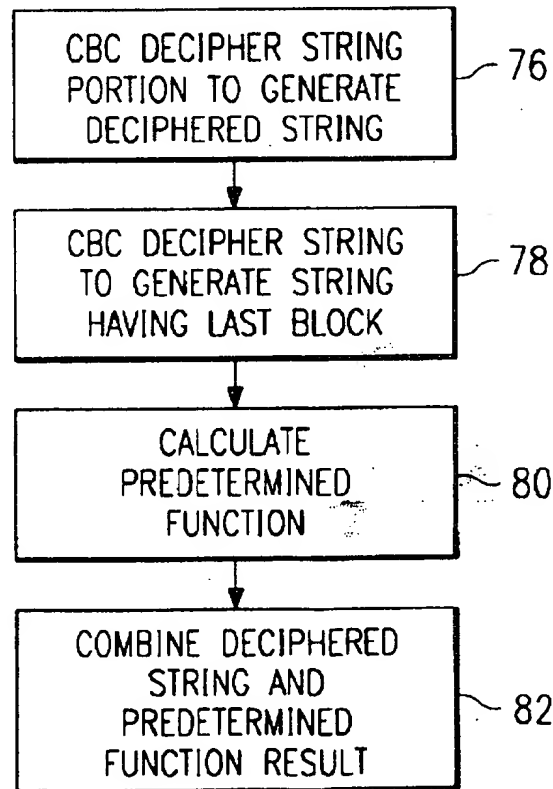 CBC DECIPHER STRING
PORTION TO GENERATE
DECIPHERED STRING
76
CBC DECIPHER STRING
TO GENERATE STRING
HAVING LAST BLOCK
78
CALCULATE
PREDETERMINED
FUNCTION
80
COMBINE DECIPHERED
STRING AND
PREDETERMINED
FUNCTION RESULT
82